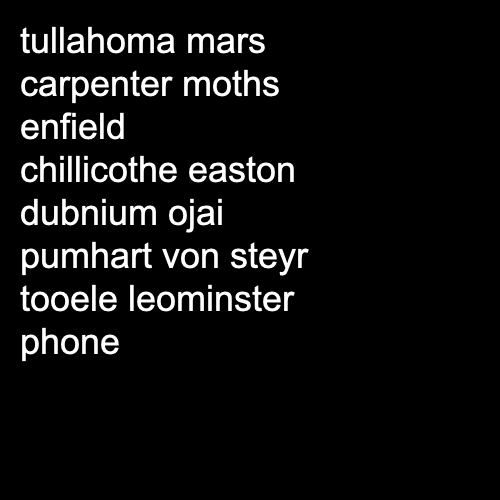 tullahoma mars
carpenter moths
enfield
chillicothe easton
dubnium ojai
pumhart von steyr
tooele leominster
phone